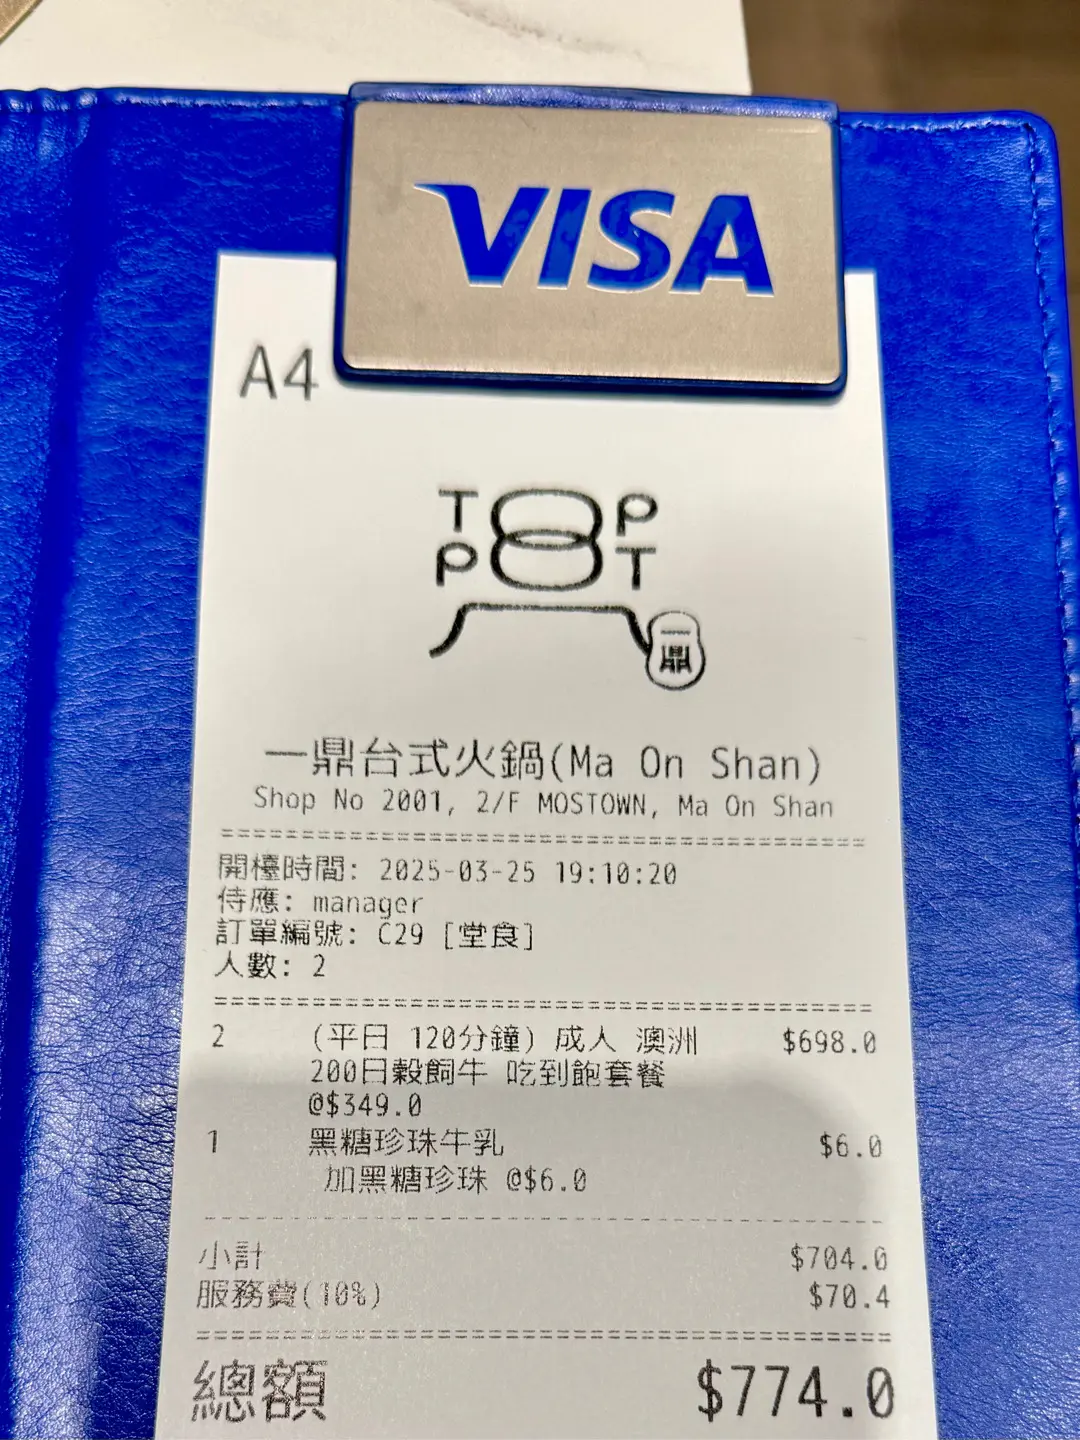 VISA
A4
TOP
POT
一鼎
一鼎台式火鍋(Ma On Shan)
Shop No 2001, 2/F MOSTOWN, Ma On Shan
開檯時間: 2025-03-25 19:10:20
侍應: manager
訂單編號: C29 [堂食]
人數: 2
2 (平日 120分鐘) 成人 澳洲 $698.0
200日穀飼牛 吃到飽套餐
@$349.0
1 黑糖珍珠牛乳 $6.0
加黑糖珍珠 @$6.0
小計 $704.0
服務費(10%) $70.4
總額 $774.0